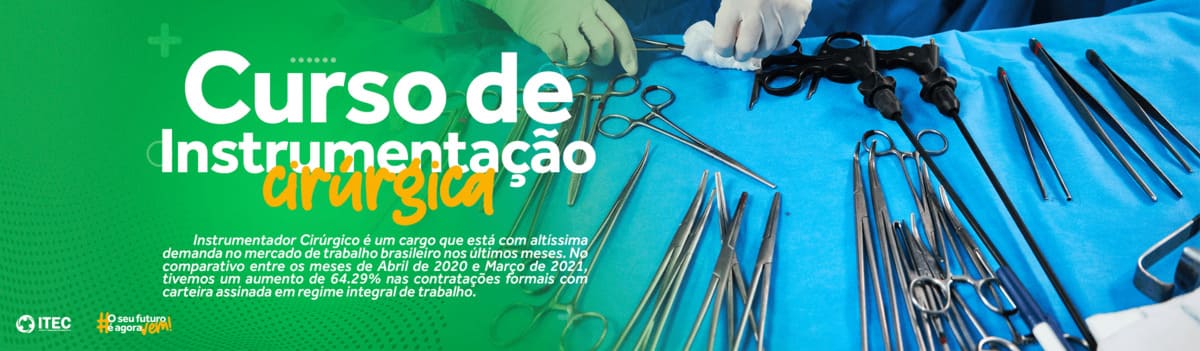 Curso de
Instrumentação
cirúrgica
Instrumentador Cirúrgico é um cargo que está com altíssima
demanda no mercado de trabalho brasileiro nos últimos meses. No
comparativo entre os meses de Abril de 2020 e Março de 2021,
tivemos um aumento de 64.29% nas contratações formais com
carteira assinada em regime integral de trabalho.
ITEC
#O seu futuro
é agora, vem!